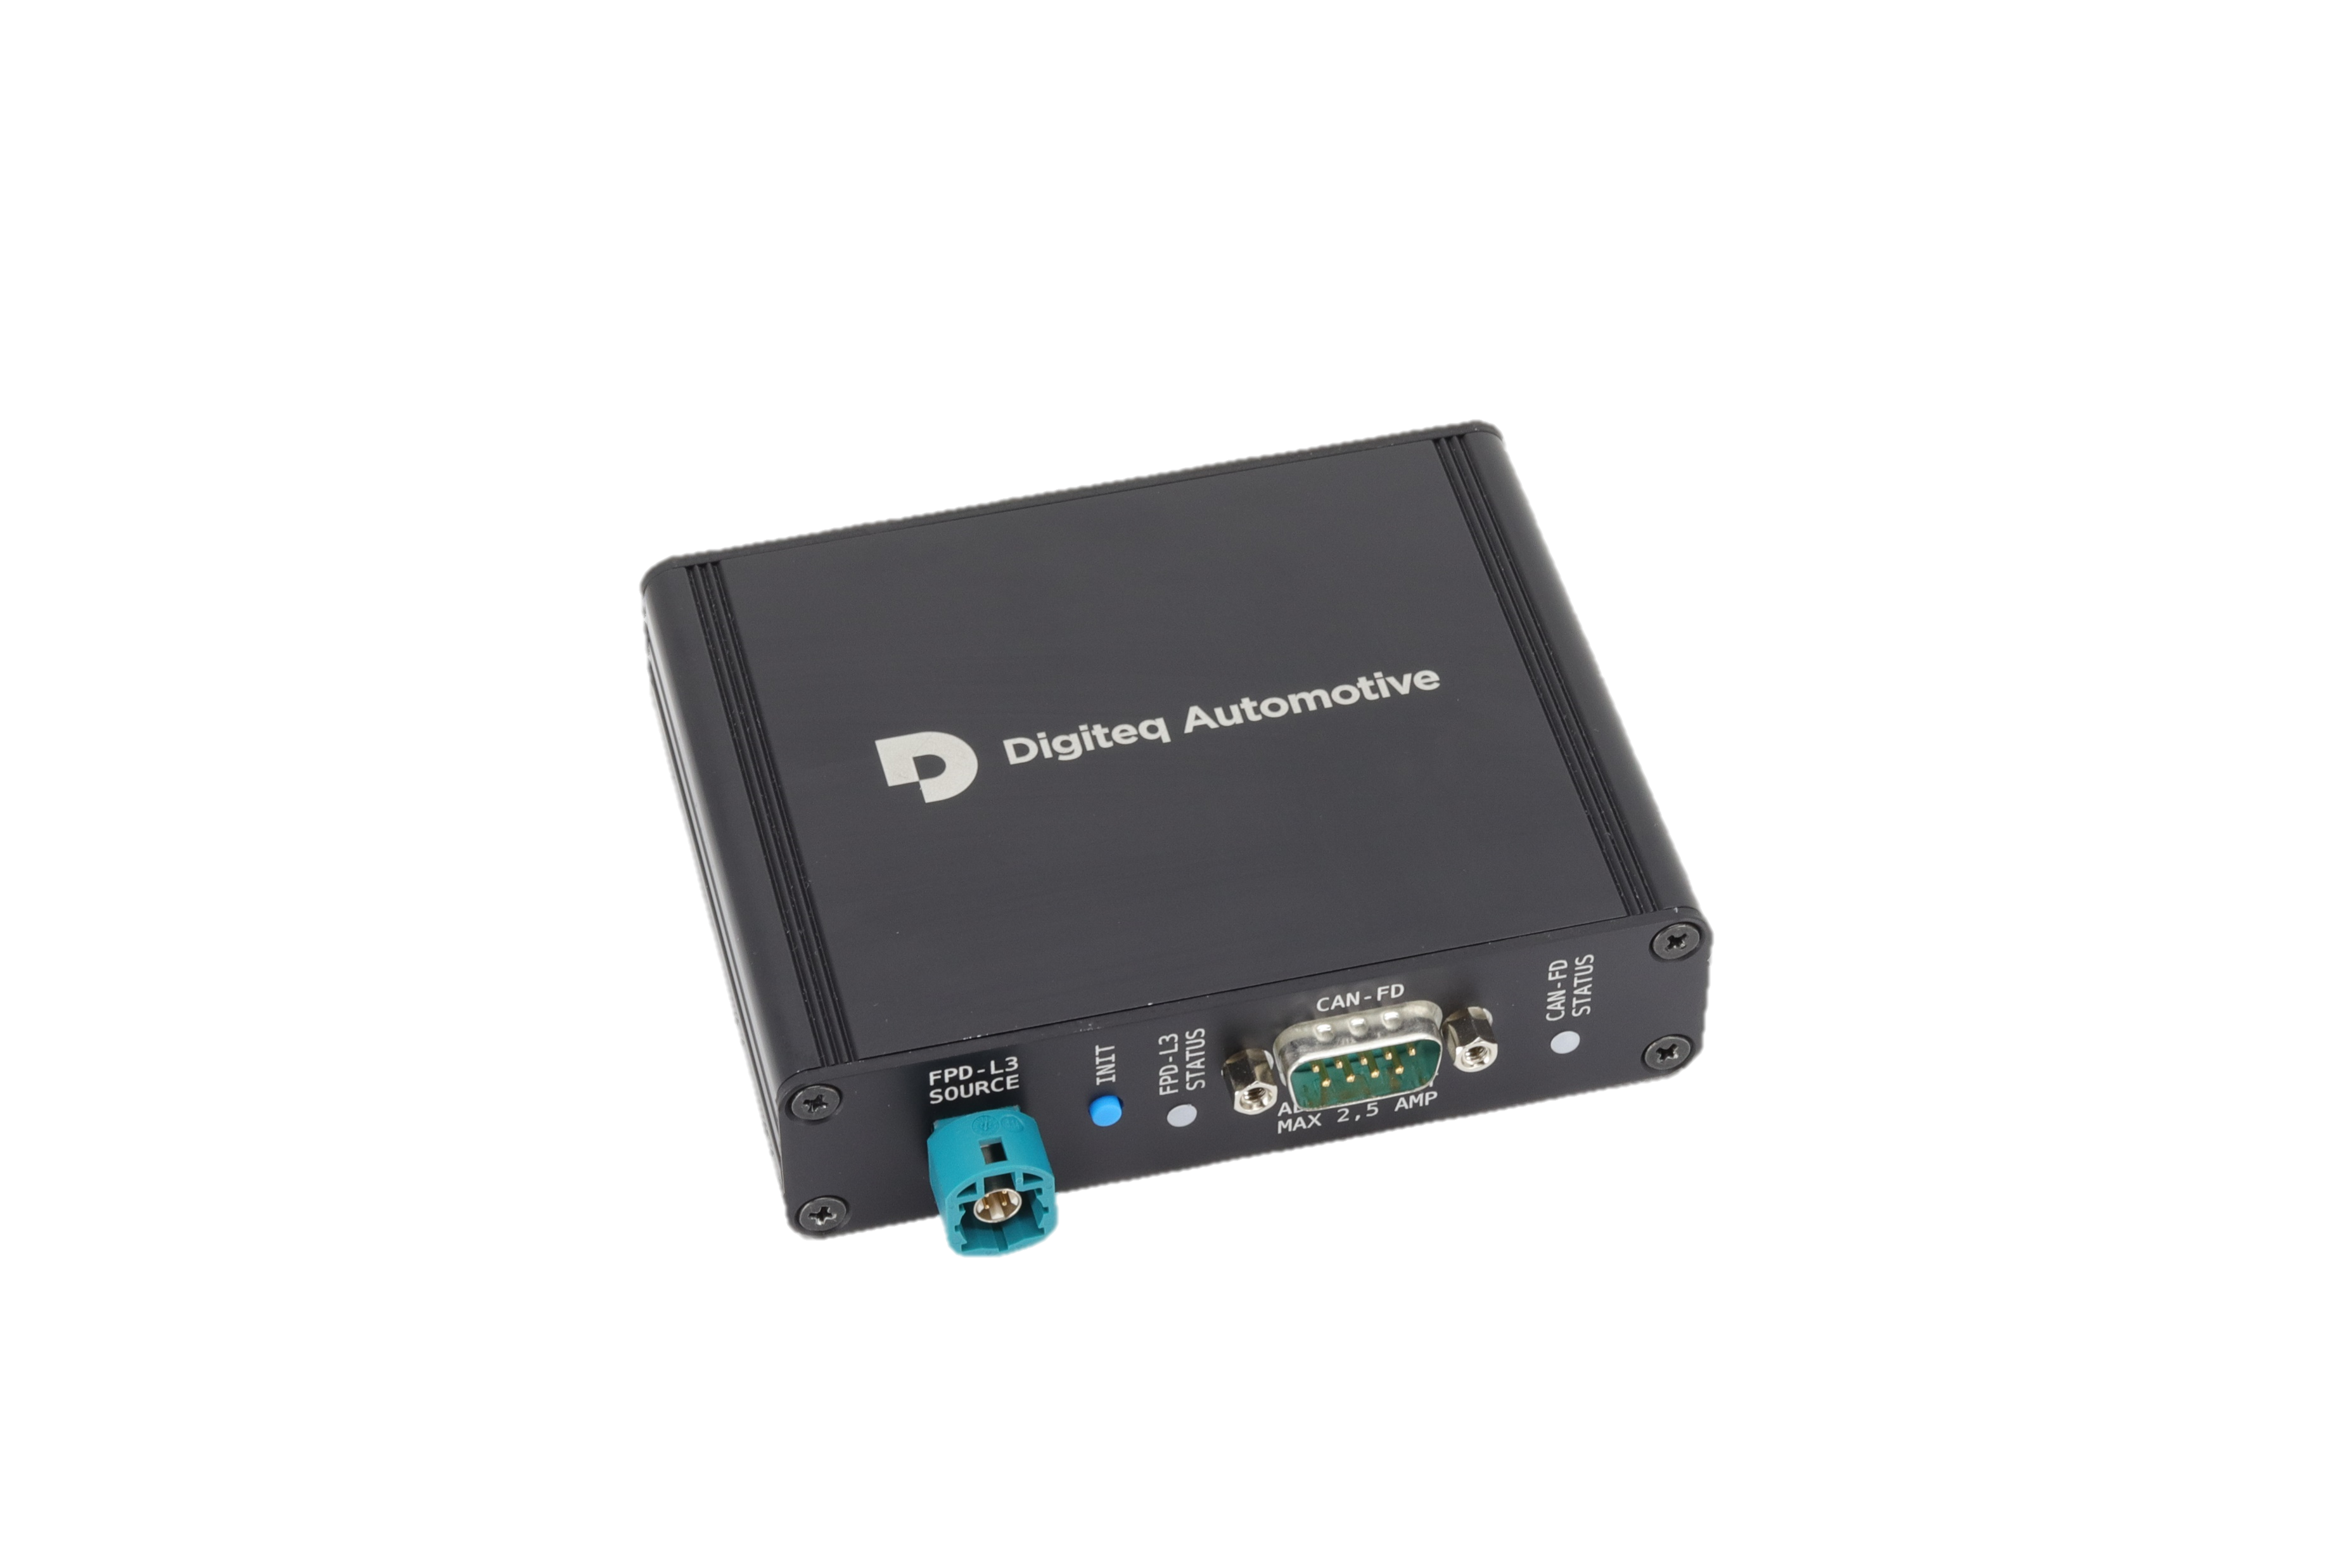 Digiteq Automotive
FPD-L3
SOURCE
INIT
FPD-L3
STATUS
CAN-FD
MAX 2,5 AMP
CAN-FD
STATUS